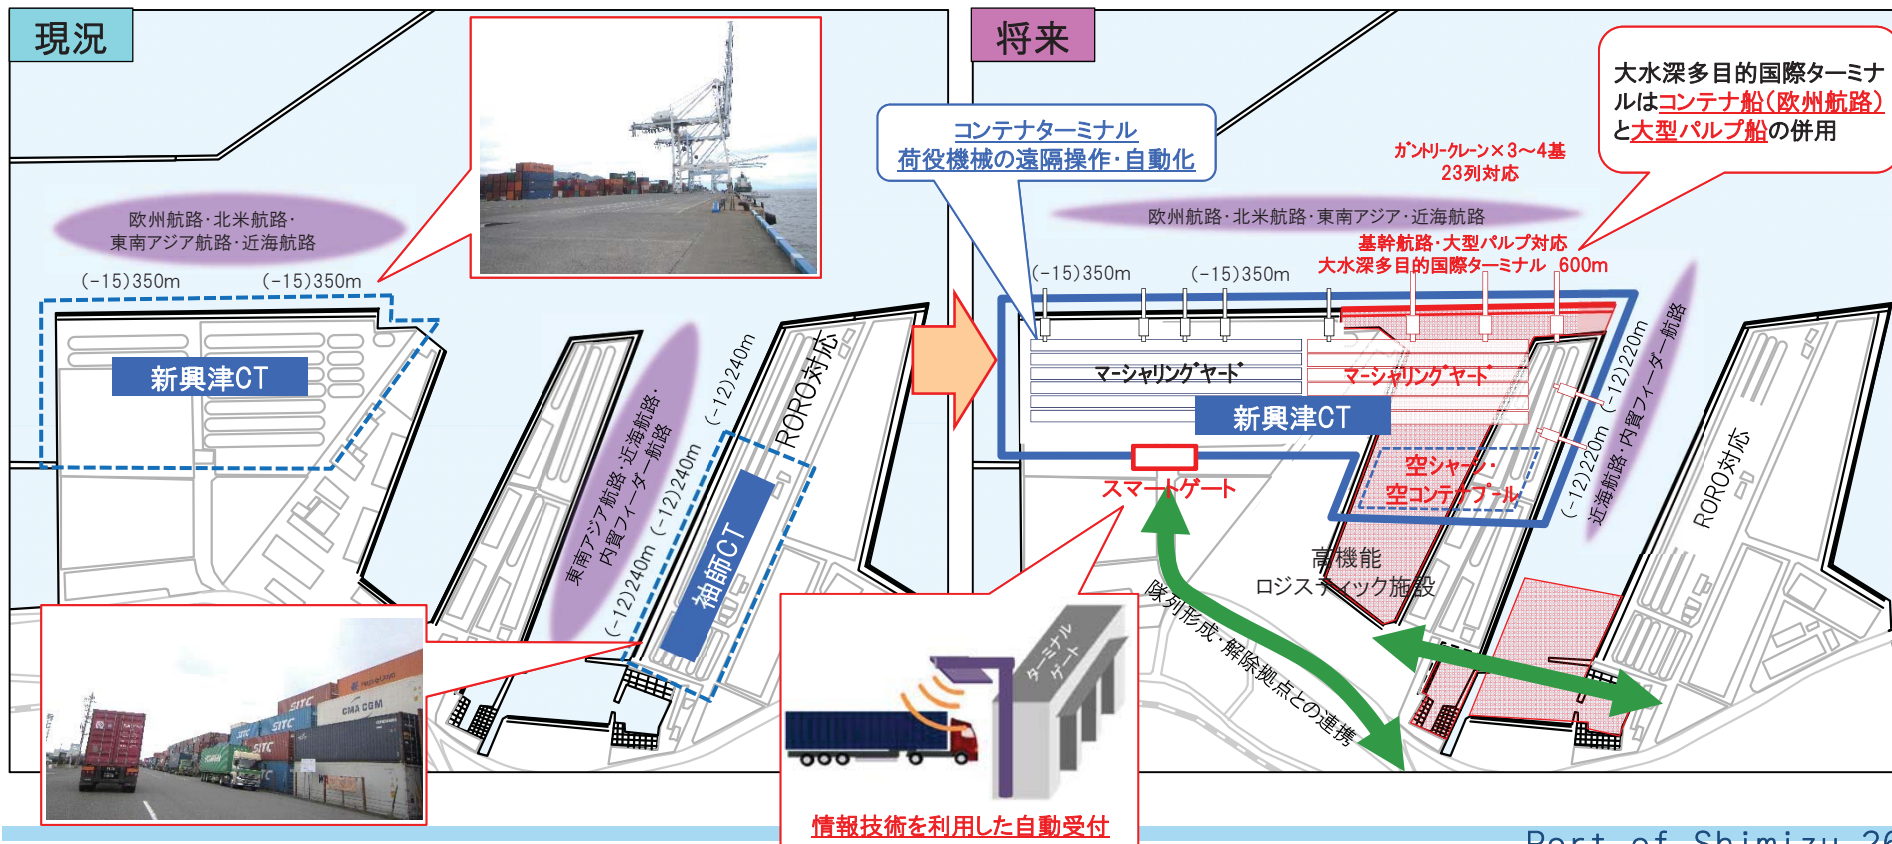 現況
欧州航路・北米航路・
東南アジア航路・近海航路
(-15)350m
(-15)350m
新興津CT
東南アジア航路・近海航路・
内貿フィーダー航路
(-12)240m
(-12)240m
(-12)240m
RORO対応
袖師CT
SITC
SITC
SITC
CMA CGM
将来
コンテナターミナル
荷役機械の遠隔操作・自動化
大水深多目的国際ターミナ
ルはコンテナ船(欧州航路)
と大型パルプ船の併用
ガントリークレーン×3～4基
23列対応
欧州航路・北米航路・東南アジア・近海航路
基幹航路・大型パルプ対応
大水深多目的国際ターミナル 600m
(-15)350m
(-15)350m
マーシャリングヤード
マーシャリングヤード
新興津CT
(-12)220m
(-12)220m
近海航路・内貿フィーダー航路
RORO対応
空シャーシ・
空コンテナプール
スマートゲート
高機能
ロジスティック施設
隊列形成・解除拠点との連携
ターミナル
ゲート
情報技術を利用した自動受付
Port of Shimizu 20